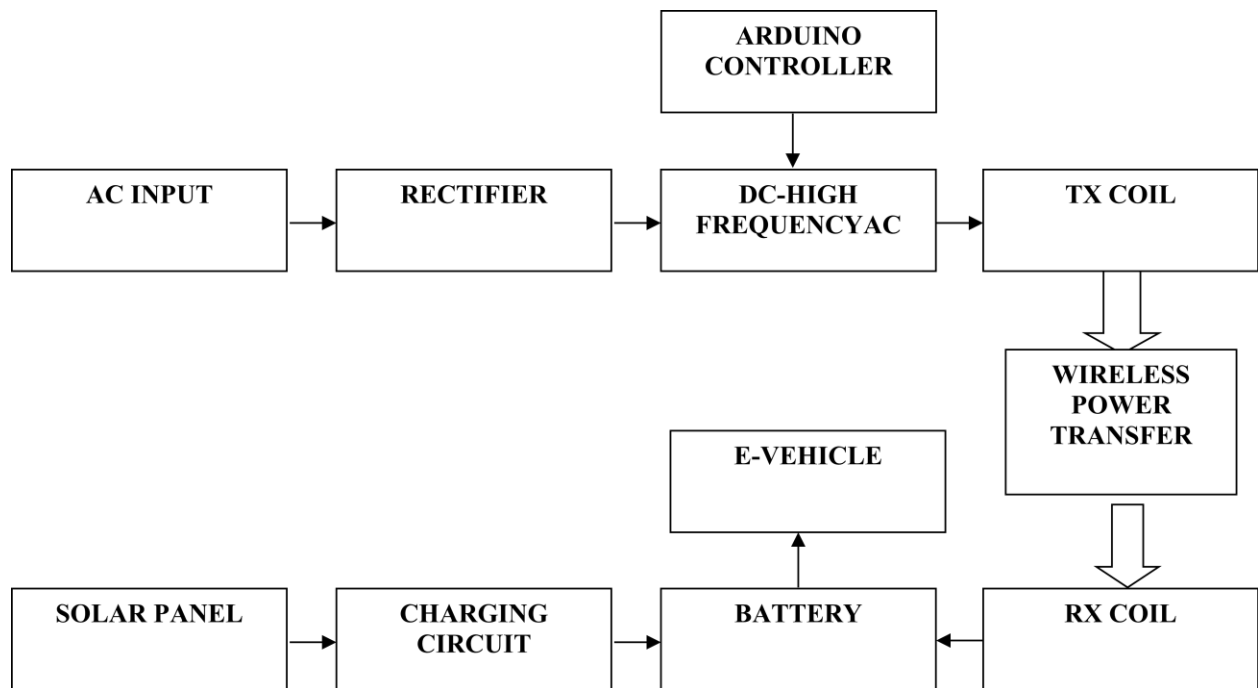 ARDUINO
CONTROLLER
AC INPUT
RECTIFIER
DC-HIGH
FREQUENCYAC
TX COIL
WIRELESS
POWER
TRANSFER
E-VEHICLE
SOLAR PANEL
CHARGING
CIRCUIT
BATTERY
RX COIL